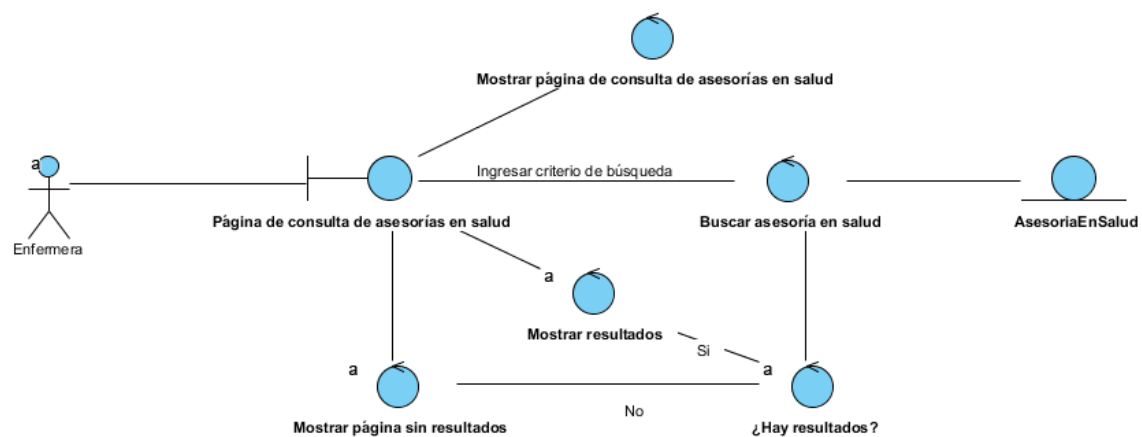 Mostrar página de consulta de asesorías en salud
a
Ingresar criterio de búsqueda
Enfermera
Página de consulta de asesorías en salud
Buscar asesoría en salud
AsesoriaEnSalud
a
Mostrar resultados
Si
a
a
No
Mostrar página sin resultados
¿Hay resultados?